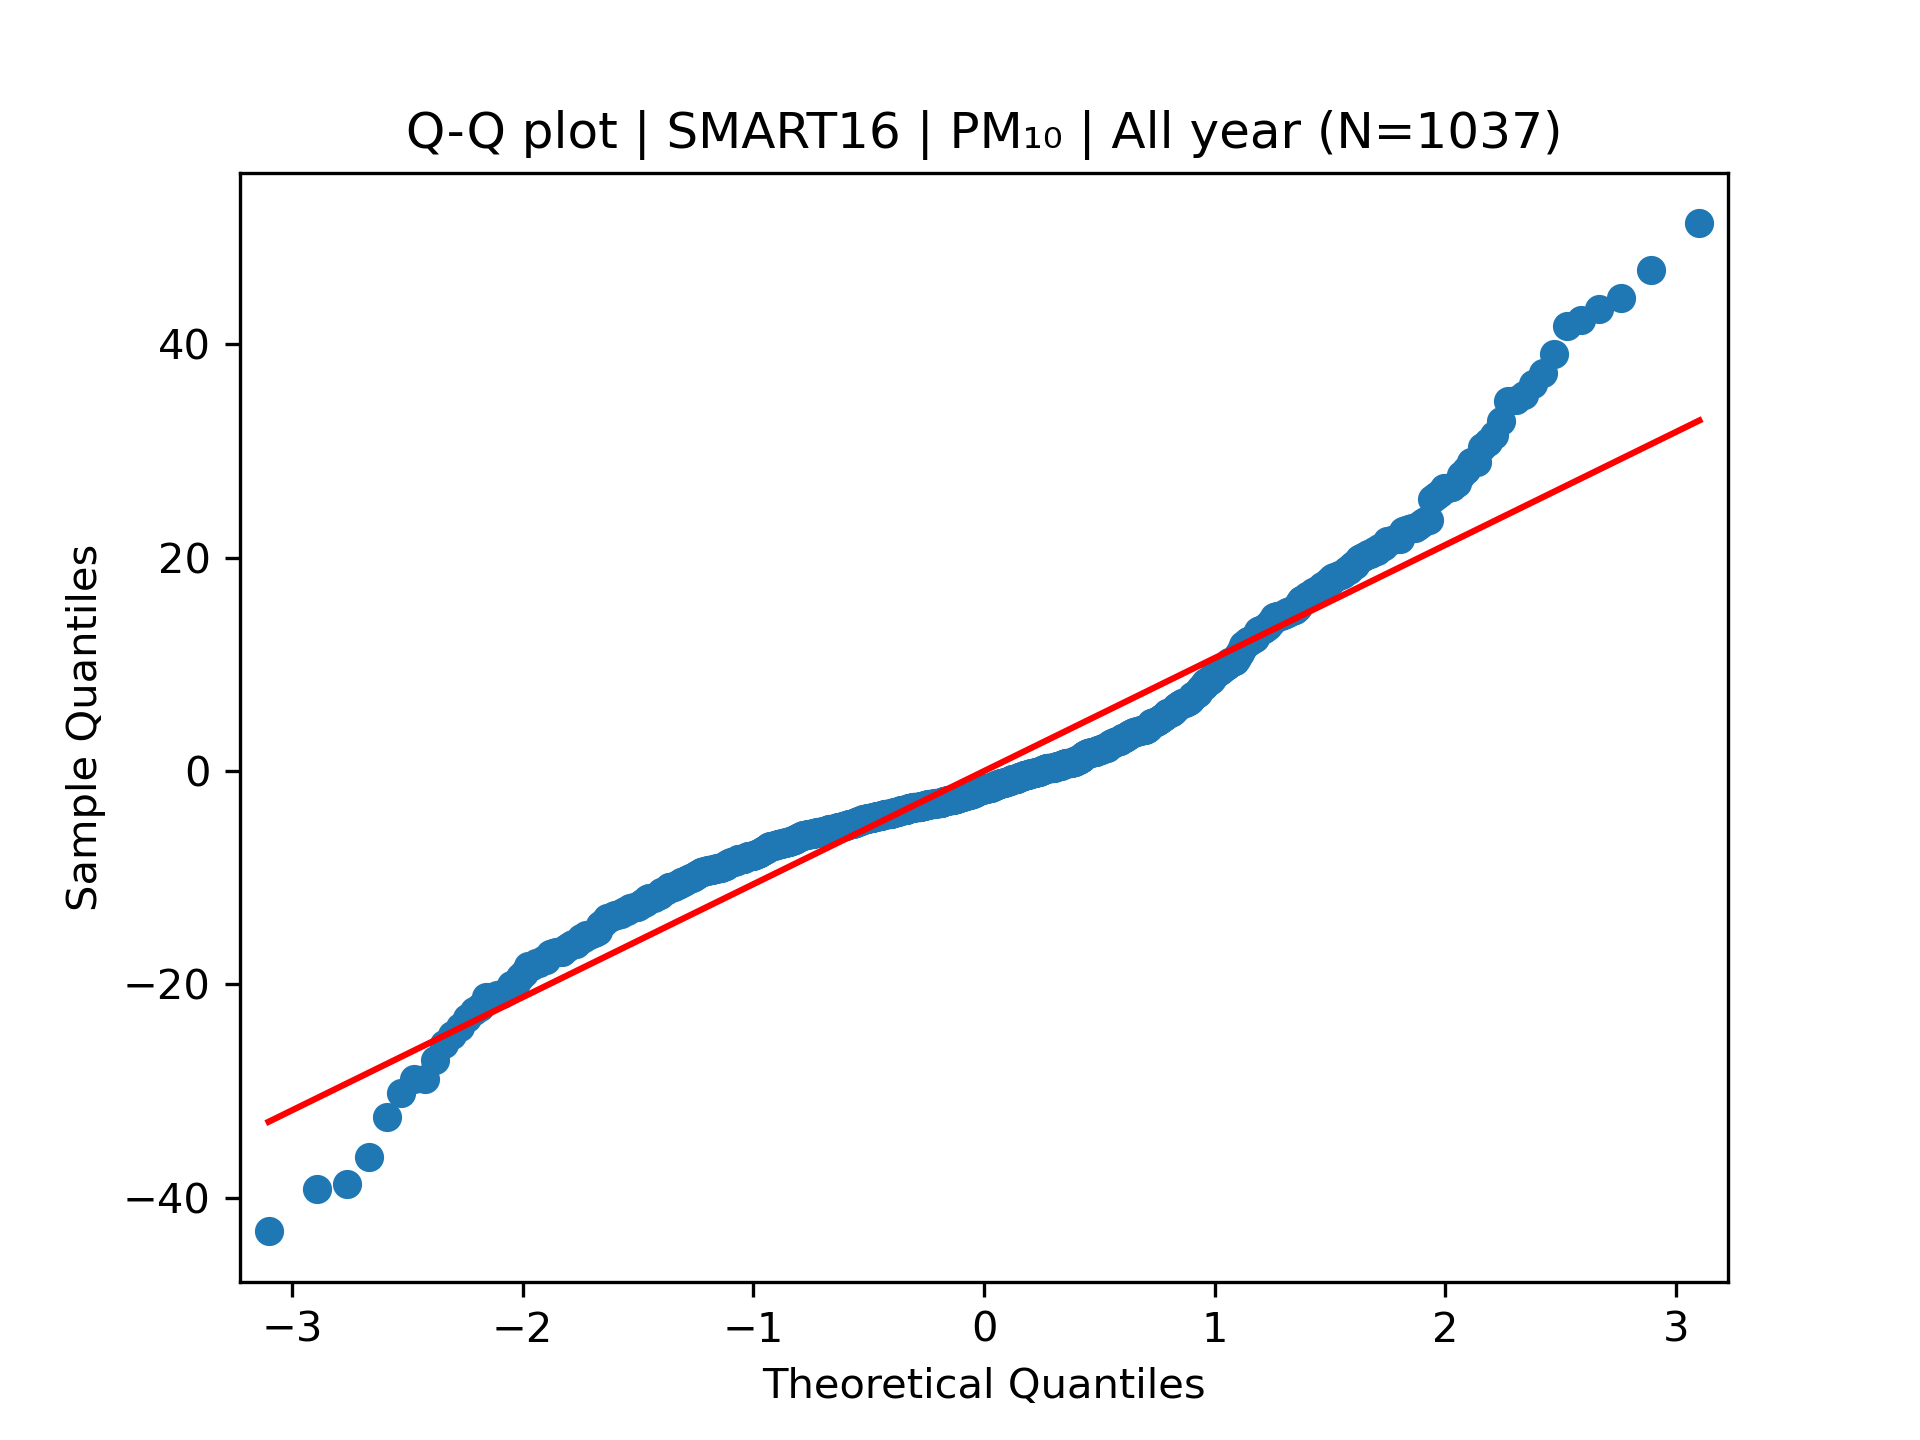 Q-Q plot | SMART16 | PM₁₀ | All year (N=1037)
40
20
0
−20
−40
Sample Quantiles
−3 −2 −1 0 1 2 3
Theoretical Quantiles